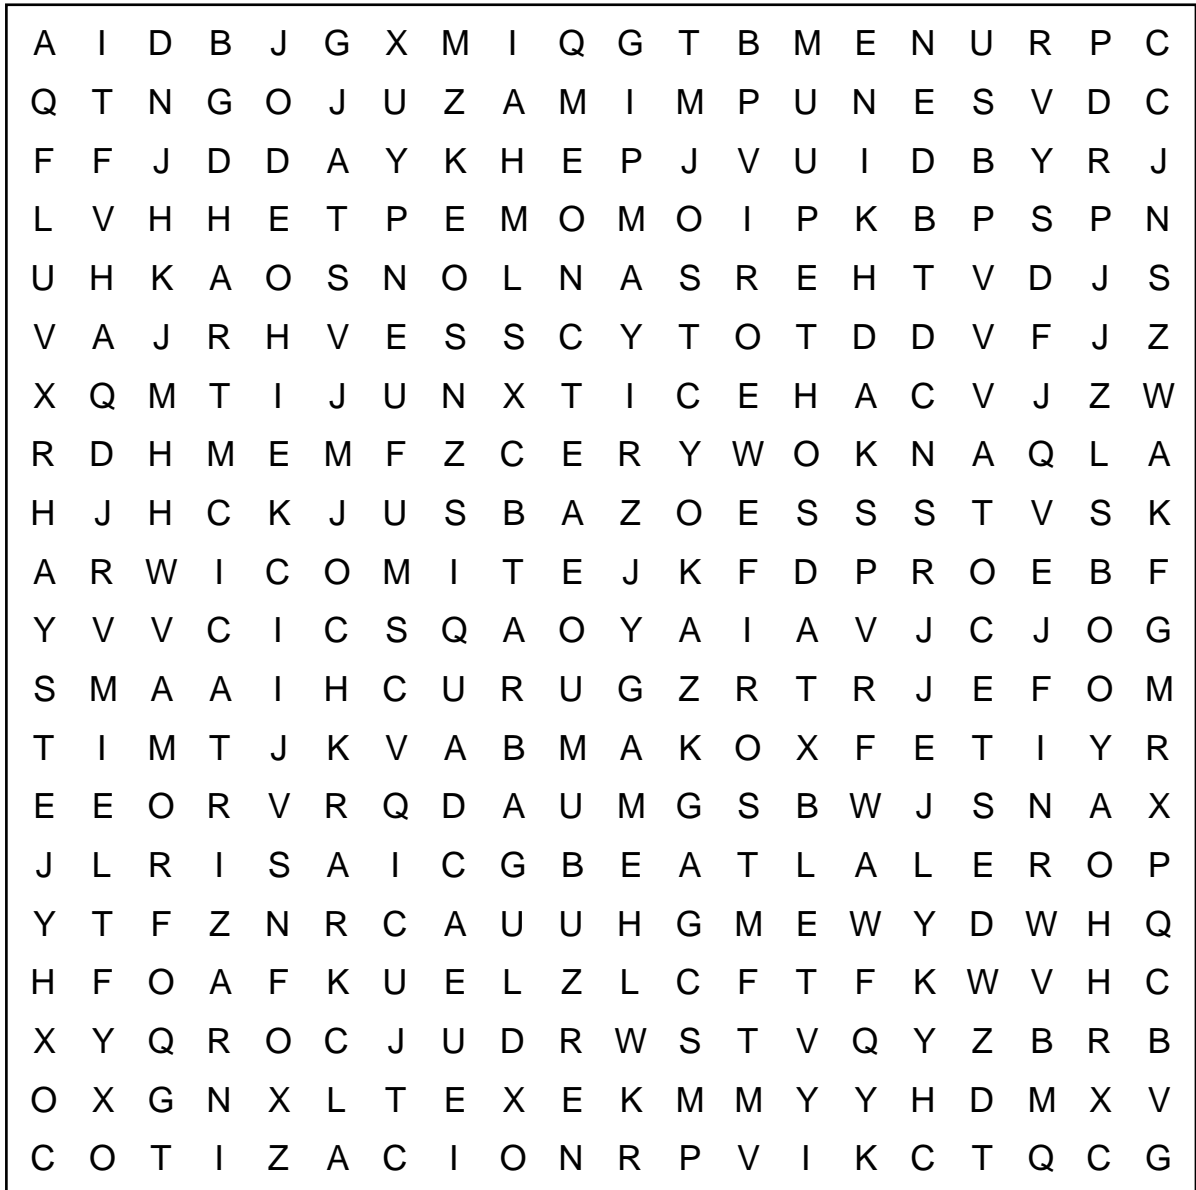 A I D B J G X M I Q G T B M E N U R P C
Q T N G O J U Z A M I M P U N E S V D C
F F J D D A Y K H E P J V U I D B Y R J
L V H H E T P E M O M O I P K B P S P N
U H K A O S N O L N A S R E H T V D J S
V A J R H V E S S C Y T O T D D V F J Z
X Q M T I J U N X T I C E H A C V J Z W
R D H M E M F Z C E R Y W O K N A Q L A
H J H C K J U S B A Z O E S S S T V S K
A R W I C O M I T E J K F D P R O E B F
Y V V C I C S Q A O Y A I A V J C J O G
S M A A I H C U R U G Z R T R J E F O M
T I M T J K V A B M A K O X F E T I Y R
E E O R V R Q D A U M G S B W J S N A X
J L R I S A I C G B E A T L A L E R O P
Y T F Z N R C A U U H G M E W Y D W H Q
H F O A F K U E L Z L C F T F K W V H C
X Y Q R O C J U D R W S T V Q Y Z B R B
O X G N X L T E X E K M M Y Y H D M X V
C O T I Z A C I O N R P V I K C T Q C G